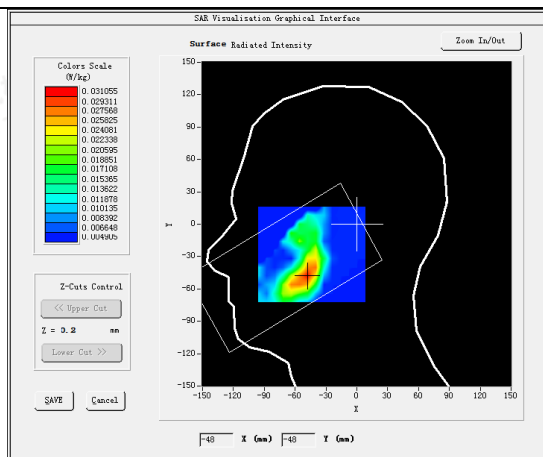 SAR Visualisation Graphical Interface
Surface Radiated Intensity
Zoom In/Out
Colors Scale
(W/kg)
0.031055
0.029311
0.027568
0.025825
0.024081
0.022338
0.020595
0.018851
0.017108
0.015365
0.013622
0.011878
0.010135
0.008392
0.006648
0.004905
Z-Cuts Control
<< Upper Cut
Z = 0.2 mm
Lower Cut >>
SAVE Cancel
150
120
90
60
30
0
-30
-60
-90
-120
-150
Y
-150 -120 -90 -60 -30 0 30 60 90 120 150
X
-48 X (mm) -48 Y (mm)